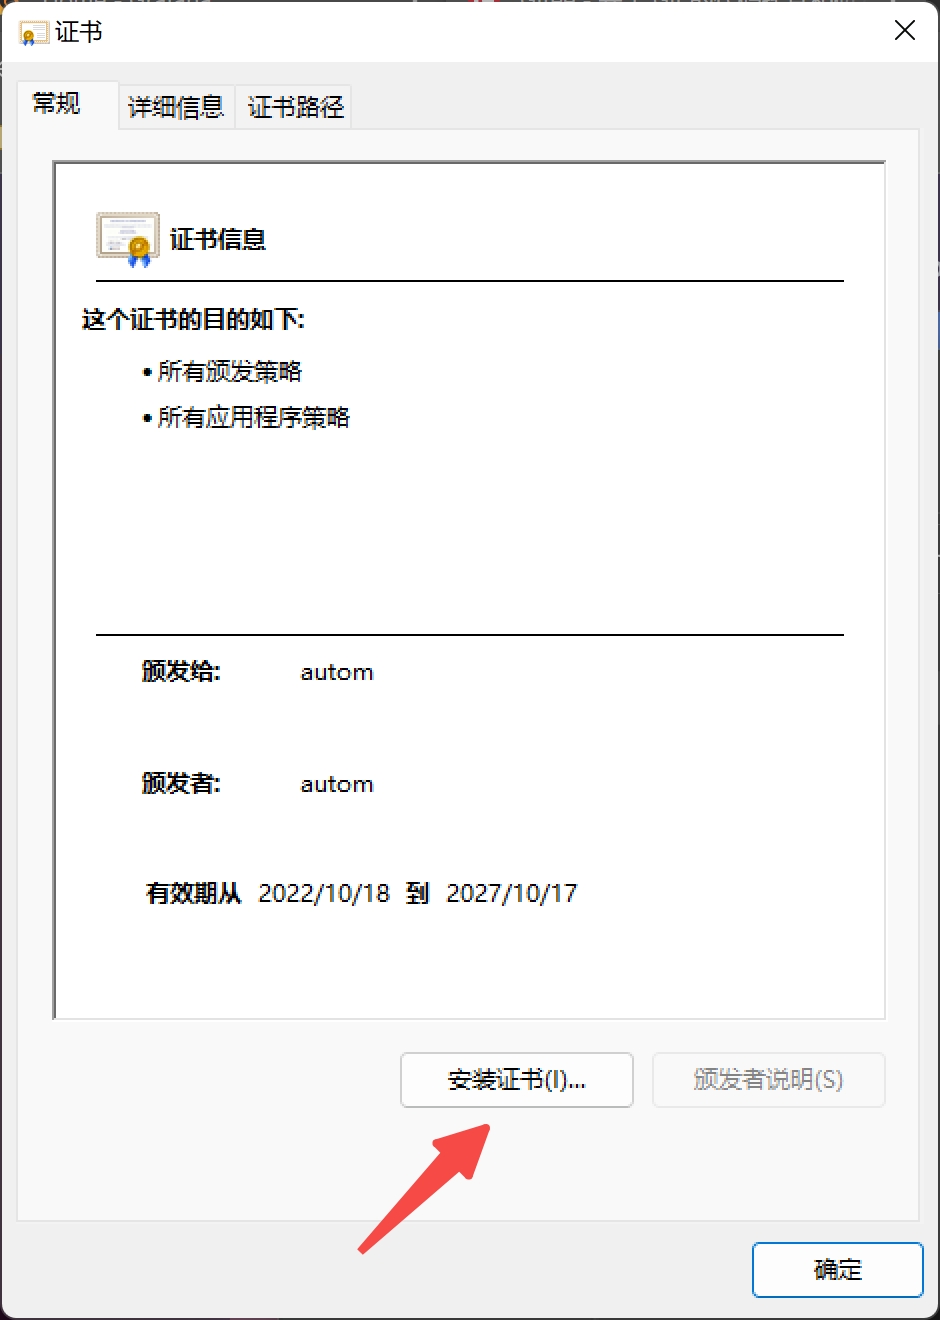 证书
常规
详细信息
证书路径
证书信息
这个证书的目的如下:
• 所有颁发策略
• 所有应用程序策略
颁发给: autom
颁发者: autom
有效期从 2022/10/18 到 2027/10/17
安装证书(I)...
颁发者说明(S)
确定